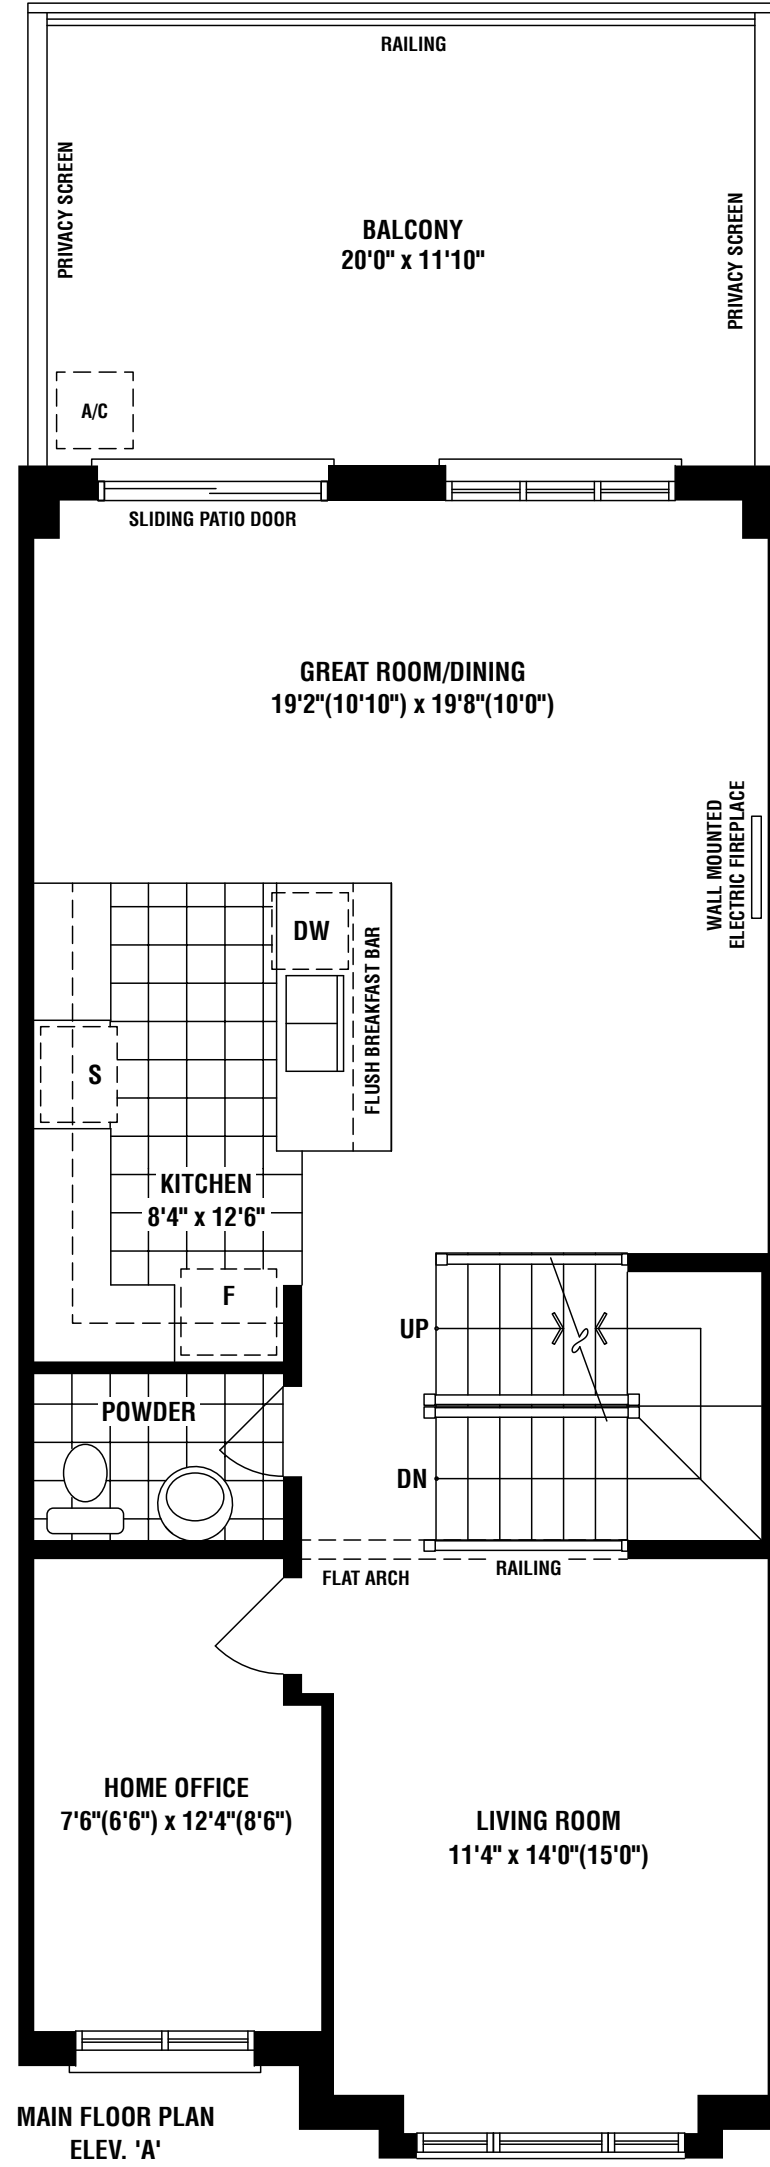 RAILING
PRIVACY SCREEN
PRIVACY SCREEN
BALCONY
20'0" x 11'10"
A/C
SLIDING PATIO DOOR
GREAT ROOM/DINING
19'2"(10'10") x 19'8"(10'0")
WALL MOUNTED
ELECTRIC FIREPLACE
DW
FLUSH BREAKFAST BAR
S
KITCHEN
8'4" x 12'6"
F
UP
POWDER
DN
FLAT ARCH
RAILING
HOME OFFICE
7'6"(6'6") x 12'4"(8'6")
LIVING ROOM
11'4" x 14'0"(15'0")
MAIN FLOOR PLAN
ELEV. 'A'